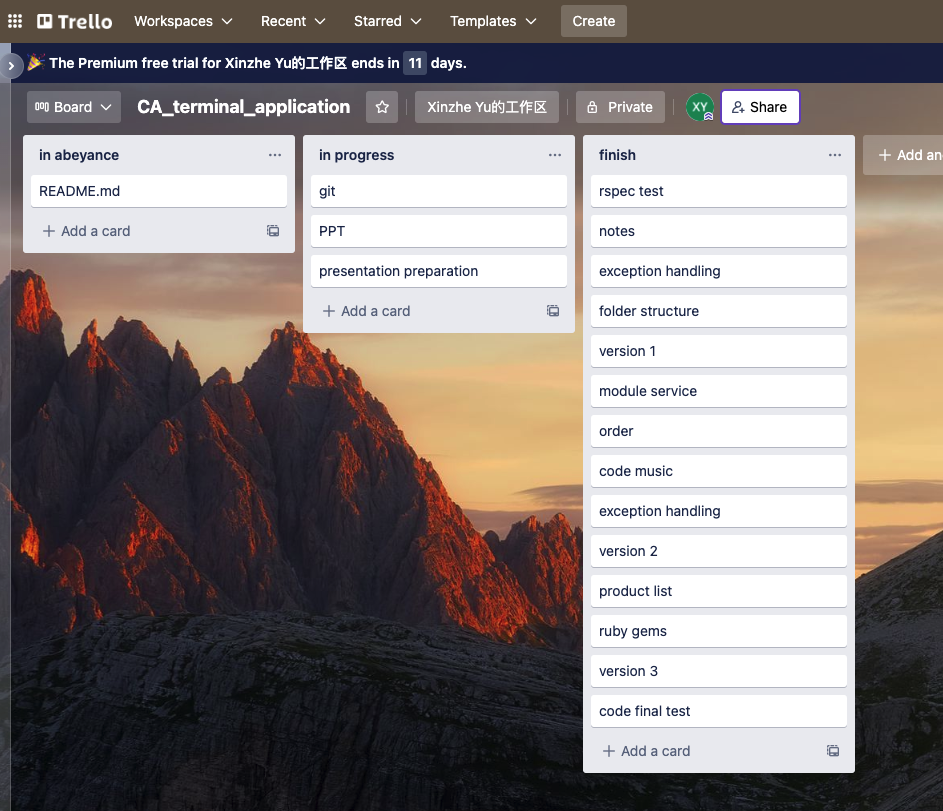 Trello Workspaces Recent Starred Templates Create
🎉 The Premium free trial for Xinzhe Yu的工作区 ends in 11 days.
Board CA_terminal_application Xinzhe Yu的工作区 Private XY Share
in abeyance
README.md
+ Add a card
in progress
git
PPT
presentation preparation
+ Add a card
finish
rspec test
notes
exception handling
folder structure
version 1
module service
order
code music
exception handling
version 2
product list
ruby gems
version 3
code final test
+ Add a card
+ Add an